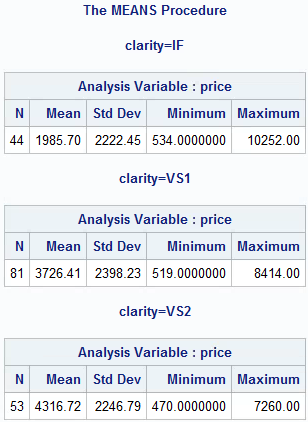 The MEANS Procedure
clarity=IF
Analysis Variable : price
N Mean Std Dev Minimum Maximum
44 1985.70 2222.45 534.0000000 10252.00
clarity=VS1
Analysis Variable : price
N Mean Std Dev Minimum Maximum
81 3726.41 2398.23 519.0000000 8414.00
clarity=VS2
Analysis Variable : price
N Mean Std Dev Minimum Maximum
53 4316.72 2246.79 470.0000000 7260.00